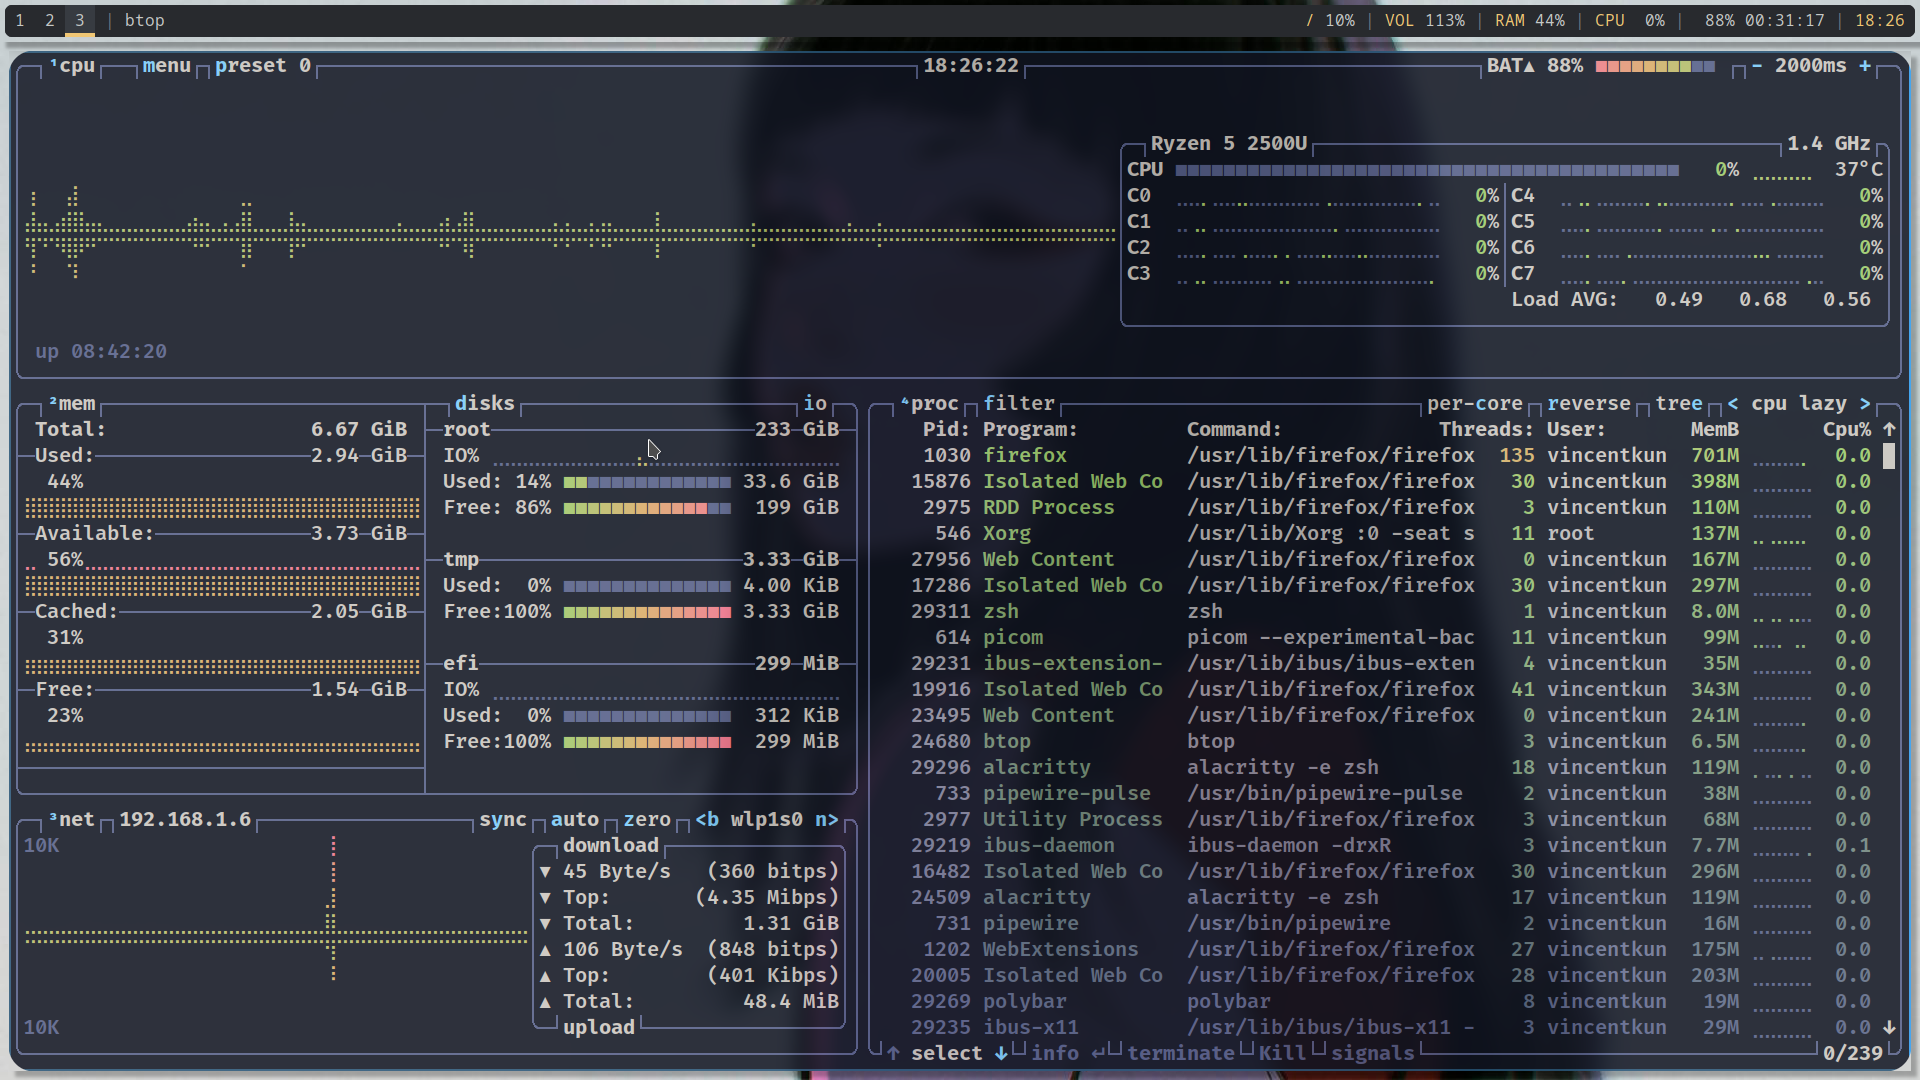 1 2 3 | btop / 10% | VOL 113% | RAM 44% | CPU 0% | 88% 00:31:17 | 18:26
¹cpu menu preset 0 18:26:22 BAT▲ 88% - 2000ms +
Ryzen 5 2500U 1.4 GHz
CPU 0% 37°C
C0 0% C4 0%
C1 0% C5 0%
C2 0% C6 0%
C3 0% C7 0%
Load AVG: 0.49 0.68 0.56
up 08:42:20
²mem
Total: 6.67 GiB
Used: 2.94 GiB
44%
Available: 3.73 GiB
56%
Cached: 2.05 GiB
31%
Free: 1.54 GiB
23%
disks io
root 233 GiB
IO%
Used: 14% 33.6 GiB
Free: 86% 199 GiB
tmp 3.33 GiB
Used: 0% 4.00 KiB
Free:100% 3.33 GiB
efi 299 MiB
IO%
Used: 0% 312 KiB
Free:100% 299 MiB
³net 192.168.1.6 sync auto zero <b wlp1s0 n>
10K
10K
download
▼ 45 Byte/s (360 bitps)
▼ Top: (4.35 Mibps)
▼ Total: 1.31 GiB
▲ 106 Byte/s (848 bitps)
▲ Top: (401 Kibps)
▲ Total: 48.4 MiB
upload
⁴proc filter per-core reverse tree < cpu lazy >
Pid: Program: Command: Threads: User: MemB Cpu% ↑
1030 firefox /usr/lib/firefox/firefox 135 vincentkun 701M 0.0
15876 Isolated Web Co /usr/lib/firefox/firefox 30 vincentkun 398M 0.0
2975 RDD Process /usr/lib/firefox/firefox 3 vincentkun 110M 0.0
546 Xorg /usr/lib/Xorg :0 -seat s 11 root 137M 0.0
27956 Web Content /usr/lib/firefox/firefox 0 vincentkun 167M 0.0
17286 Isolated Web Co /usr/lib/firefox/firefox 30 vincentkun 297M 0.0
29311 zsh zsh 1 vincentkun 8.0M 0.0
614 picom picom --experimental-bac 11 vincentkun 99M 0.0
29231 ibus-extension- /usr/lib/ibus/ibus-exten 4 vincentkun 35M 0.0
19916 Isolated Web Co /usr/lib/firefox/firefox 41 vincentkun 343M 0.0
23495 Web Content /usr/lib/firefox/firefox 0 vincentkun 241M 0.0
24680 btop btop 3 vincentkun 6.5M 0.0
29296 alacritty alacritty -e zsh 18 vincentkun 119M 0.0
733 pipewire-pulse /usr/bin/pipewire-pulse 2 vincentkun 38M 0.0
2977 Utility Process /usr/lib/firefox/firefox 3 vincentkun 68M 0.0
29219 ibus-daemon ibus-daemon -drxR 3 vincentkun 7.7M 0.1
16482 Isolated Web Co /usr/lib/firefox/firefox 30 vincentkun 296M 0.0
24509 alacritty alacritty -e zsh 17 vincentkun 119M 0.0
731 pipewire /usr/bin/pipewire 2 vincentkun 16M 0.0
1202 WebExtensions /usr/lib/firefox/firefox 27 vincentkun 175M 0.0
20005 Isolated Web Co /usr/lib/firefox/firefox 28 vincentkun 203M 0.0
29269 polybar polybar 8 vincentkun 19M 0.0
29235 ibus-x11 /usr/lib/ibus/ibus-x11 - 3 vincentkun 29M 0.0 ↓
↑ select ↓ info ↵ terminate Kill signals 0/239